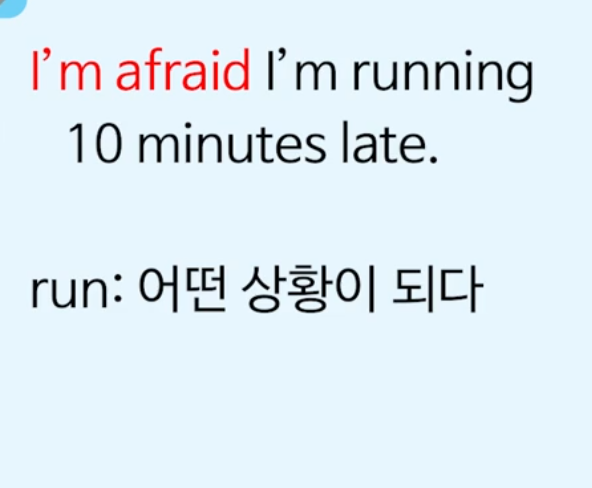 I’m afraid I’m running
10 minutes late.
run: 어떤 상황이 되다